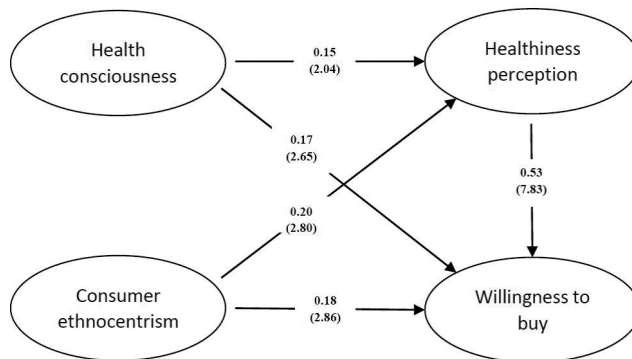 Health
consciousness
0.15
(2.04)
Healthiness
perception
0.17
(2.65)
0.53
(7.83)
0.20
(2.80)
Consumer
ethnocentrism
0.18
(2.86)
Willingness to
buy